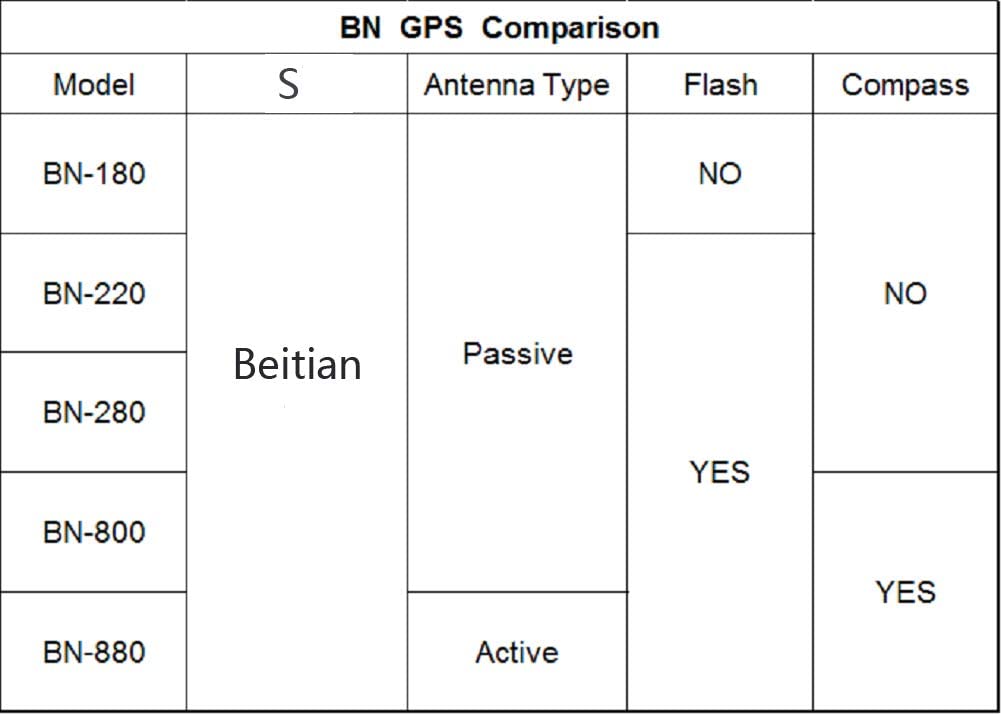 BN GPS Comparison
Model S Antenna Type Flash Compass
BN-180 NO
BN-220 NO
Beitian Passive
BN-280
YES
BN-800
YES
BN-880 Active